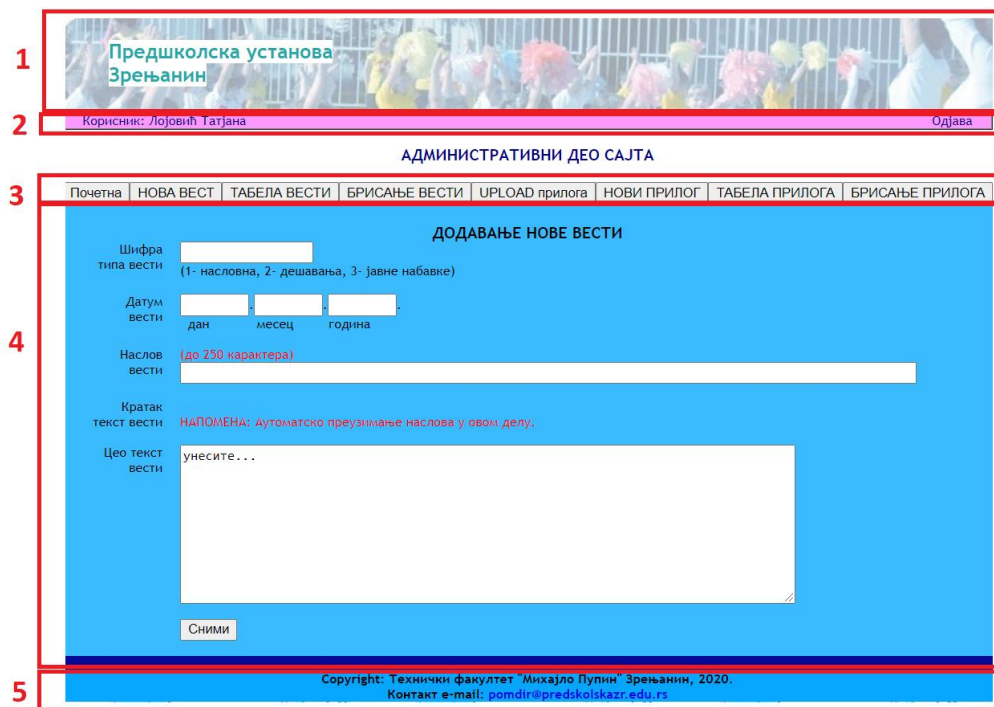 1
Предшколска установа
Зрењанин
2
Корисник: Лојовић Татјана Одјава
АДМИНИСТРАТИВНИ ДЕО САЈТА
3
Почетна НОВА ВЕСТ ТАБЕЛА ВЕСТИ БРИСАЊЕ ВЕСТИ UPLOAD прилога НОВИ ПРИЛОГ ТАБЕЛА ПРИЛОГА БРИСАЊЕ ПРИЛОГА
4
ДОДАВАЊЕ НОВЕ ВЕСТИ
Шифра
типа вести
(1- насловна, 2- дешавања, 3- јавне набавке)
Датум
вести
. . .
дан месец година
Наслов
вести
(до 250 карактера)
Кратак
текст вести
НАПОМЕНА: Аутоматско преузимање наслова у овом делу.
Цео текст
вести
унесите...
Сними
5
Copyright: Технички факултет "Михајло Пупин" Зрењанин, 2020.
Контакт e-mail: pomdir@predskolskazr.edu.rs